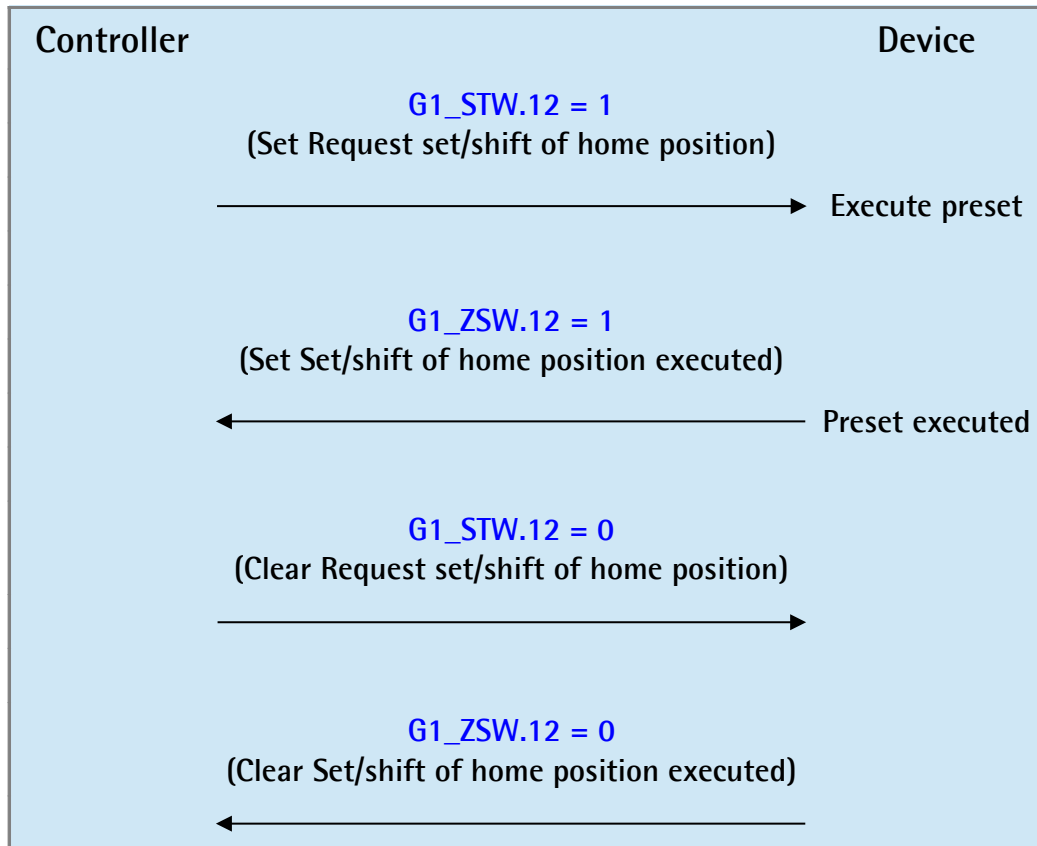 Controller
Device
G1_STW.12 = 1
(Set Request set/shift of home position)
Execute preset
G1_ZSW.12 = 1
(Set Set/shift of home position executed)
Preset executed
G1_STW.12 = 0
(Clear Request set/shift of home position)
G1_ZSW.12 = 0
(Clear Set/shift of home position executed)